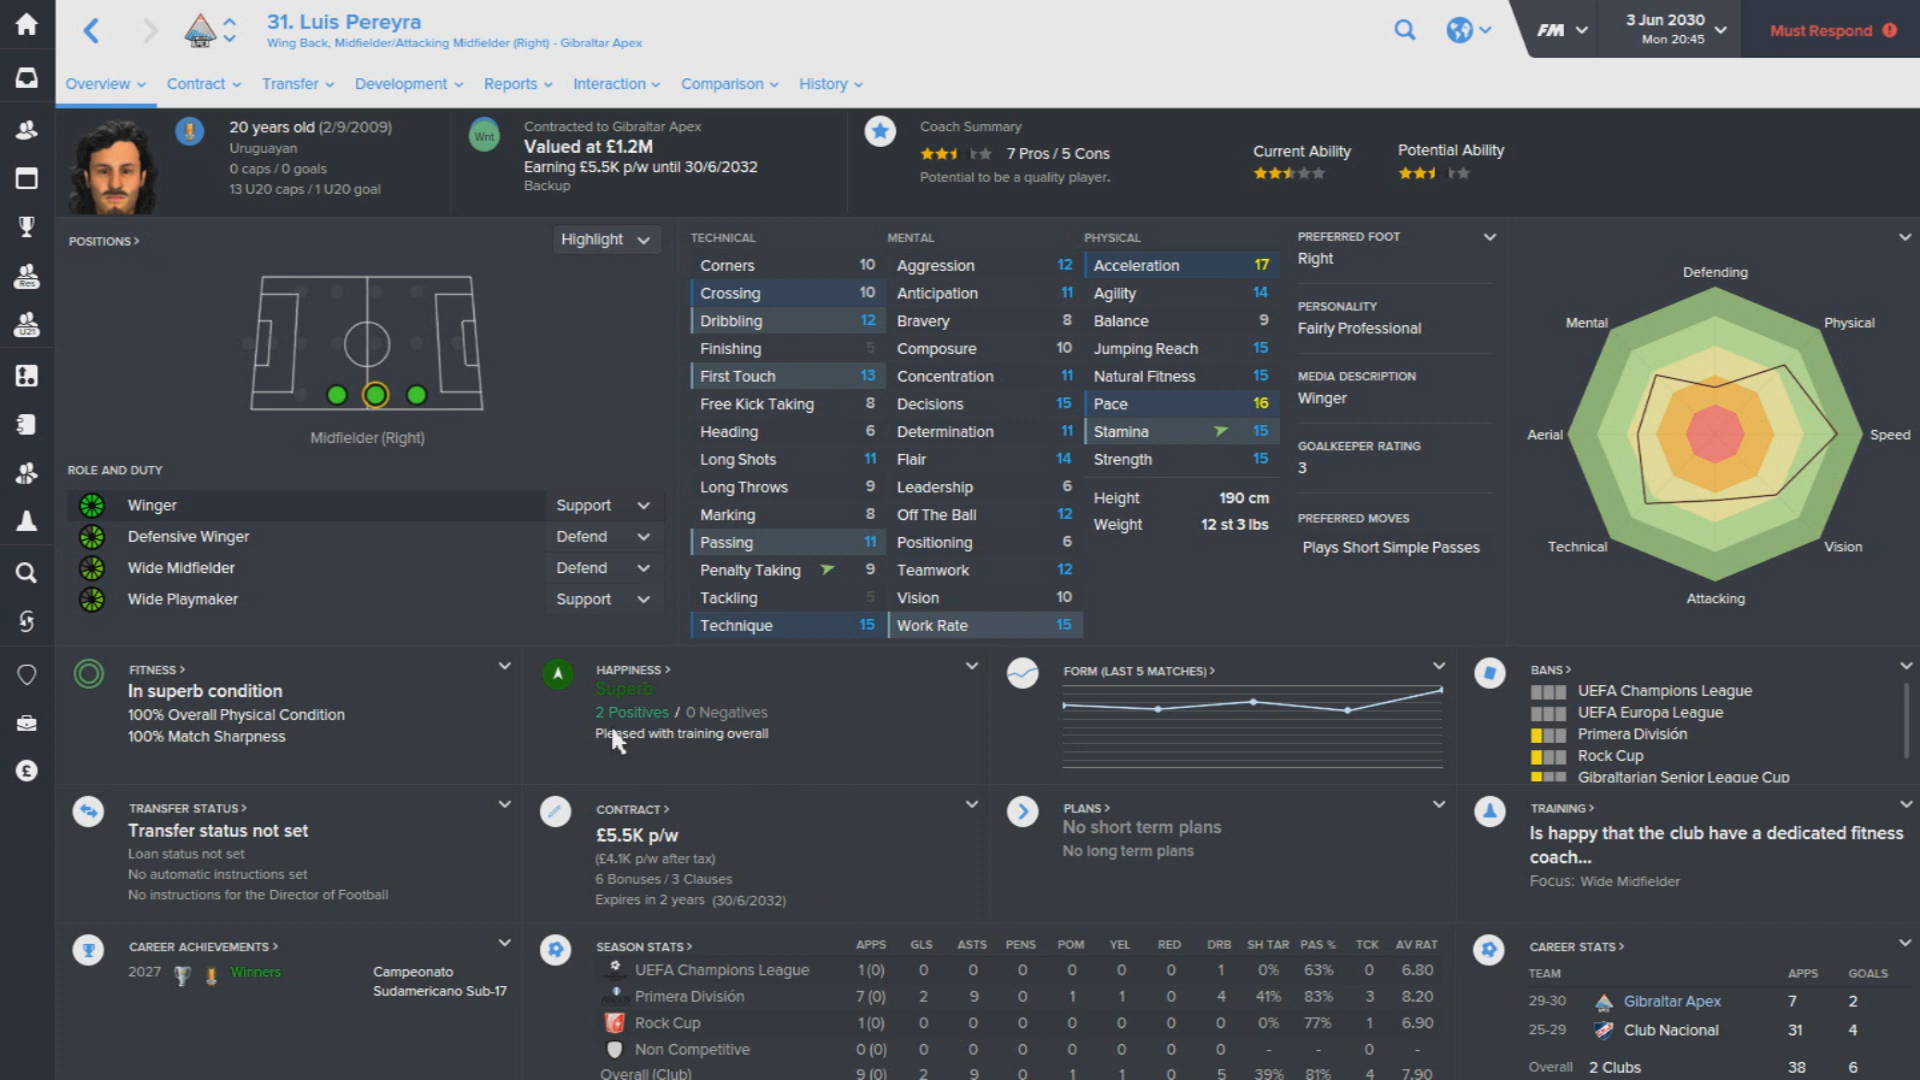 31. Luis Pereyra
Wing Back, Midfielder/Attacking Midfielder (Right) - Gibraltar Apex
FM
3 Jun 2030
Mon 20:45
Must Respond
Overview
Contract
Transfer
Development
Reports
Interaction
Comparison
History
20 years old (2/9/2009)
Uruguayan
0 caps / 0 goals
13 U20 caps / 1 U20 goal
Wnt
Contracted to Gibraltar Apex
Valued at £1.2M
Earning £5.5K p/w until 30/6/2032
Backup
Coach Summary
7 Pros / 5 Cons
Potential to be a quality player.
Current Ability
Potential Ability
POSITIONS >
Highlight
Midfielder (Right)
ROLE AND DUTY
Winger Support
Defensive Winger Defend
Wide Midfielder Defend
Wide Playmaker Support
TECHNICAL
Corners 10
Crossing 10
Dribbling 12
Finishing 5
First Touch 13
Free Kick Taking 8
Heading 6
Long Shots 11
Long Throws 9
Marking 8
Passing 11
Penalty Taking 9
Tackling 5
Technique 15
MENTAL
Aggression 12
Anticipation 11
Bravery 8
Composure 10
Concentration 11
Decisions 15
Determination 11
Flair 14
Leadership 6
Off The Ball 12
Positioning 6
Teamwork 12
Vision 10
Work Rate 15
PHYSICAL
Acceleration 17
Agility 14
Balance 9
Jumping Reach 15
Natural Fitness 15
Pace 16
Stamina 15
Strength 15
Height 190 cm
Weight 12 st 3 lbs
PREFERRED FOOT
Right
PERSONALITY
Fairly Professional
MEDIA DESCRIPTION
Winger
GOALKEEPER RATING
3
PREFERRED MOVES
Plays Short Simple Passes
Defending
Physical
Speed
Vision
Attacking
Technical
Aerial
Mental
Res
U21
FITNESS >
In superb condition
100% Overall Physical Condition
100% Match Sharpness
HAPPINESS >
Superb
2 Positives / 0 Negatives
Pleased with training overall
FORM (LAST 5 MATCHES) >
BANS >
UEFA Champions League
UEFA Europa League
Primera División
Rock Cup
Gibraltarian Senior League Cup
TRANSFER STATUS >
Transfer status not set
Loan status not set
No automatic instructions set
No instructions for the Director of Football
CONTRACT >
£5.5K p/w
(£4.1K p/w after tax)
6 Bonuses / 3 Clauses
Expires in 2 years (30/6/2032)
PLANS >
No short term plans
No long term plans
TRAINING >
Is happy that the club have a dedicated fitness
coach...
Focus: Wide Midfielder
CAREER ACHIEVEMENTS >
2027 Winners Campeonato
Sudamericano Sub-17
SEASON STATS > APPS GLS ASTS PENS POM YEL RED DRB SH TAR PAS % TCK AV RAT
UEFA Champions League 1 (0) 0 0 0 0 0 0 1 0% 63% 0 6.80
Primera División 7 (0) 2 9 0 1 1 0 4 41% 83% 3 8.20
Rock Cup 1 (0) 0 0 0 0 0 0 0 0% 77% 1 6.90
Non Competitive 0 (0) 0 0 0 0 0 0 0 - - 0 -
Overall (Club) 9 (0) 2 9 0 1 1 0 5 39% 81% 4 7.90
CAREER STATS >
TEAM APPS GOALS
29-30 Gibraltar Apex 7 2
25-29 Club Nacional 31 4
Overall 2 Clubs 38 6